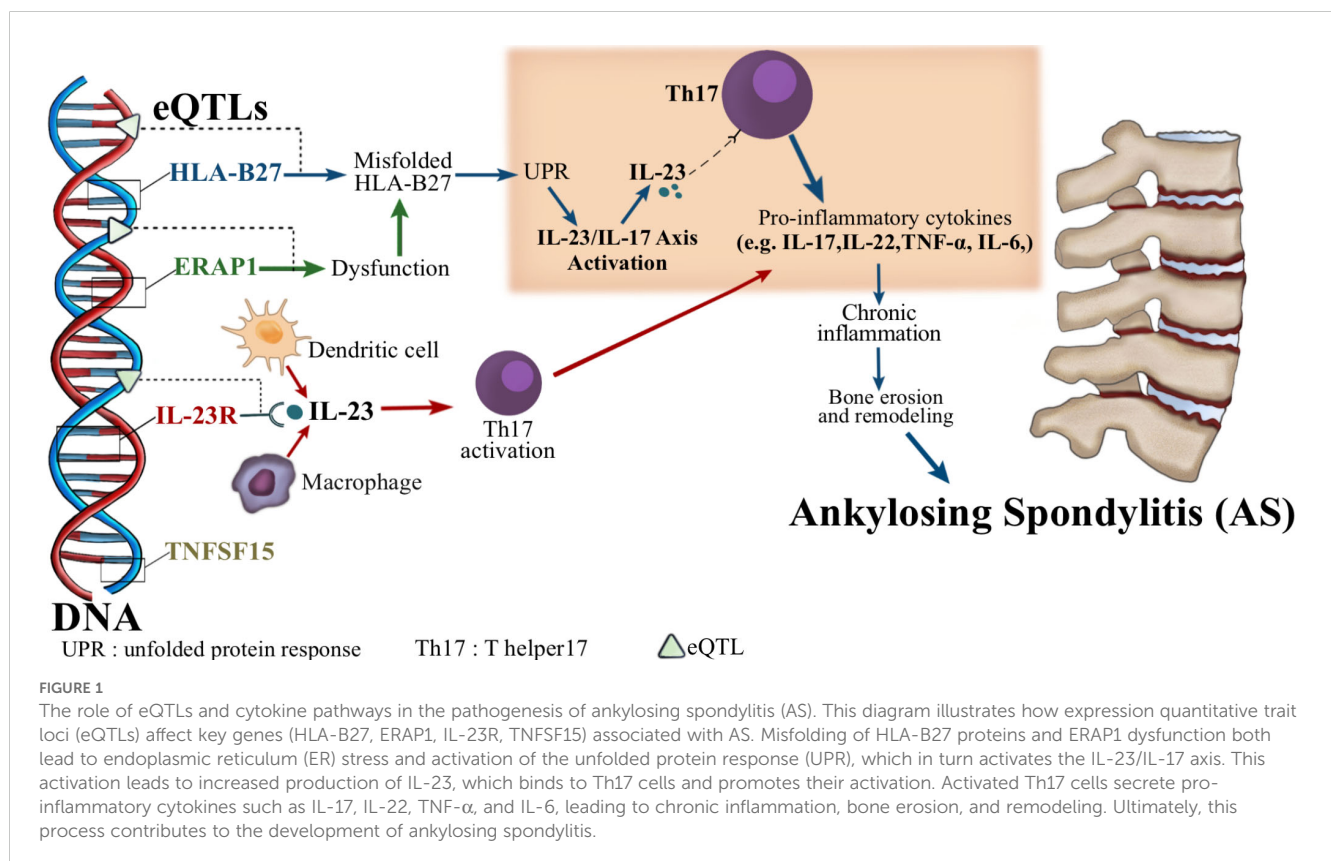 eQTLs
HLA-B27
Misfolded
HLA-B27
UPR
IL-23
Th17
IL-23/IL-17 Axis
Activation
Pro-inflammatory cytokines
(e.g. IL-17,IL-22,TNF-α, IL-6,)
ERAP1
Dysfunction
Chronic
inflammation
Dendritic cell
IL-23R
IL-23
Th17
activation
Bone erosion
and remodeling
Macrophage
Ankylosing Spondylitis (AS)
TNFSF15
DNA
UPR : unfolded protein response
Th17 : T helper17
eQTL
FIGURE 1
The role of eQTLs and cytokine pathways in the pathogenesis of ankylosing spondylitis (AS). This diagram illustrates how expression quantitative trait
loci (eQTLs) affect key genes (HLA-B27, ERAP1, IL-23R, TNFSF15) associated with AS. Misfolding of HLA-B27 proteins and ERAP1 dysfunction both
lead to endoplasmic reticulum (ER) stress and activation of the unfolded protein response (UPR), which in turn activates the IL-23/IL-17 axis. This
activation leads to increased production of IL-23, which binds to Th17 cells and promotes their activation. Activated Th17 cells secrete pro-
inflammatory cytokines such as IL-17, IL-22, TNF-α, and IL-6, leading to chronic inflammation, bone erosion, and remodeling. Ultimately, this
process contributes to the development of ankylosing spondylitis.